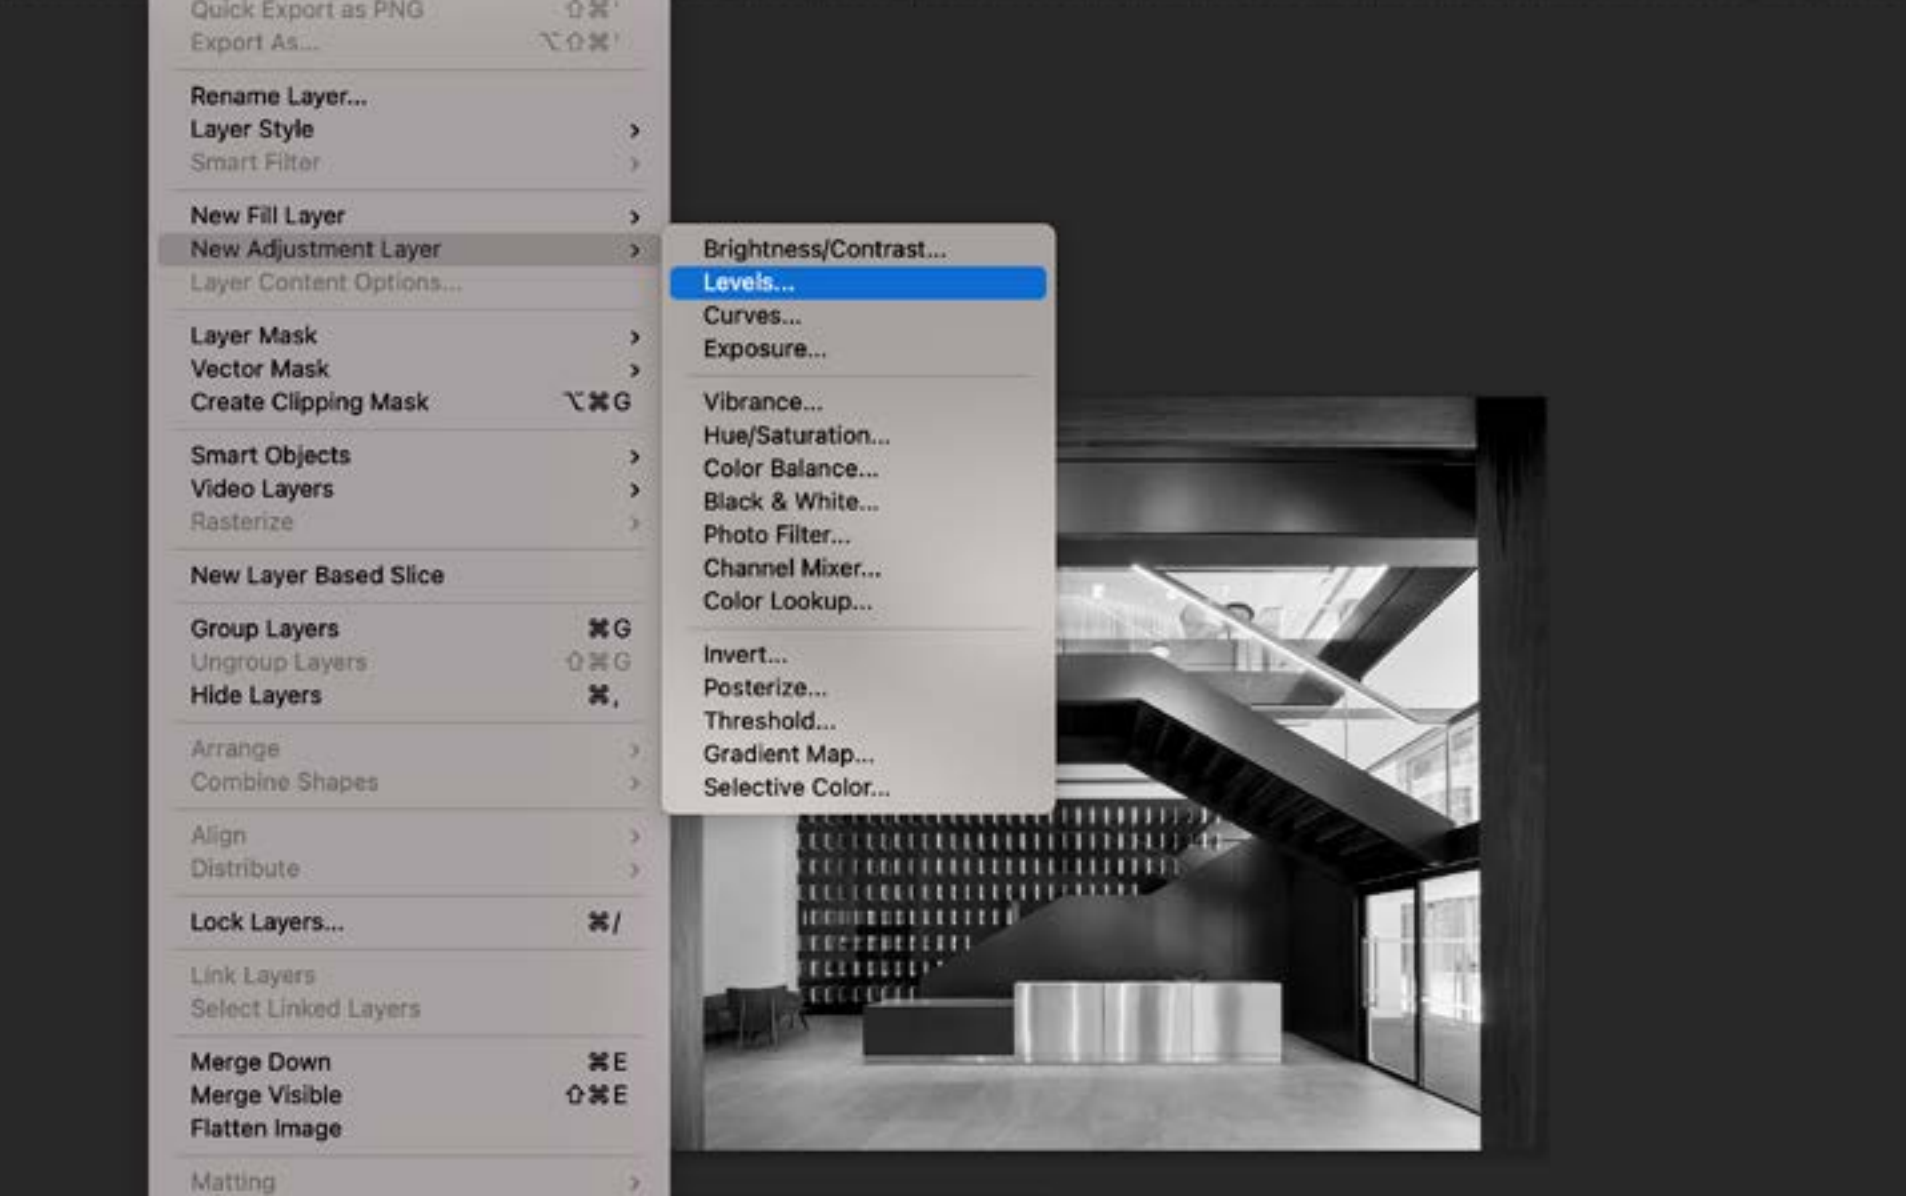 Quick Export as PNG ⇧⌘'
Export As... ⌥⇧⌘'
Rename Layer...
Layer Style >
Smart Filter >
New Fill Layer >
New Adjustment Layer >
Layer Content Options...
Layer Mask >
Vector Mask >
Create Clipping Mask ⌥⌘G
Smart Objects >
Video Layers >
Rasterize >
New Layer Based Slice
Group Layers ⌘G
Ungroup Layers ⇧⌘G
Hide Layers ⌘,
Arrange >
Combine Shapes >
Align >
Distribute >
Lock Layers... ⌘/
Link Layers
Select Linked Layers
Merge Down ⌘E
Merge Visible ⇧⌘E
Flatten Image
Matting >
Brightness/Contrast...
Levels...
Curves...
Exposure...
Vibrance...
Hue/Saturation...
Color Balance...
Black & White...
Photo Filter...
Channel Mixer...
Color Lookup...
Invert...
Posterize...
Threshold...
Gradient Map...
Selective Color...